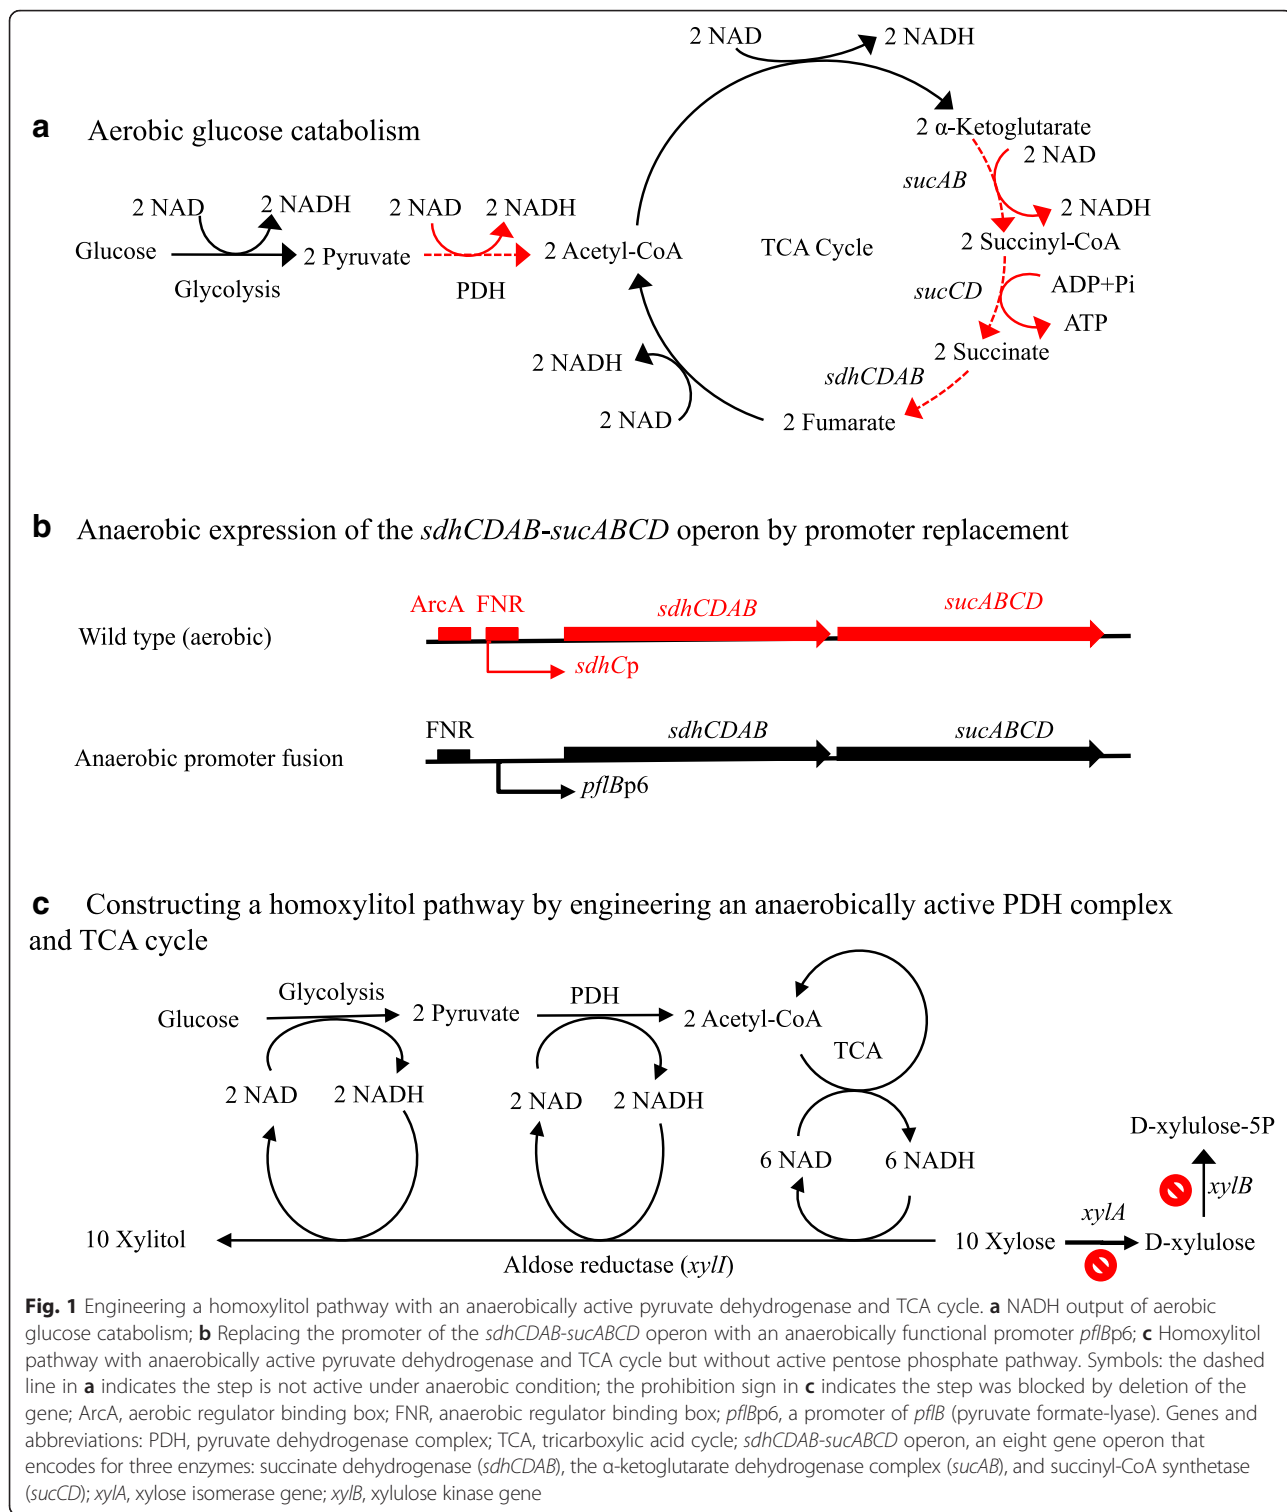 a Aerobic glucose catabolism
2 NAD 2 NADH
2 α-Ketoglutarate
2 NAD
sucAB
2 NADH
2 NAD 2 NADH 2 NAD 2 NADH
Glucose 2 Pyruvate 2 Acetyl-CoA TCA Cycle 2 Succinyl-CoA
Glycolysis PDH
sucCD ADP+Pi
ATP
2 Succinate
2 NADH sdhCDAB
2 NAD 2 Fumarate
b Anaerobic expression of the sdhCDAB-sucABCD operon by promoter replacement
ArcA FNR sdhCDAB sucABCD
Wild type (aerobic)
sdhCp
FNR sdhCDAB sucABCD
Anaerobic promoter fusion
pflBp6
c Constructing a homoxylitol pathway by engineering an anaerobically active PDH complex
and TCA cycle
Glycolysis PDH
Glucose 2 Pyruvate 2 Acetyl-CoA
TCA
2 NAD 2 NADH 2 NAD 2 NADH
D-xylulose-5P
6 NAD 6 NADH
xylB
xylA
10 Xylitol 10 Xylose D-xylulose
Aldose reductase (xylI)
Fig. 1 Engineering a homoxylitol pathway with an anaerobically active pyruvate dehydrogenase and TCA cycle. a NADH output of aerobic
glucose catabolism; b Replacing the promoter of the sdhCDAB-sucABCD operon with an anaerobically functional promoter pflBp6; c Homoxylitol
pathway with anaerobically active pyruvate dehydrogenase and TCA cycle but without active pentose phosphate pathway. Symbols: the dashed
line in a indicates the step is not active under anaerobic condition; the prohibition sign in c indicates the step was blocked by deletion of the
gene; ArcA, aerobic regulator binding box; FNR, anaerobic regulator binding box; pflBp6, a promoter of pflB (pyruvate formate-lyase). Genes and
abbreviations: PDH, pyruvate dehydrogenase complex; TCA, tricarboxylic acid cycle; sdhCDAB-sucABCD operon, an eight gene operon that
encodes for three enzymes: succinate dehydrogenase (sdhCDAB), the α-ketoglutarate dehydrogenase complex (sucAB), and succinyl-CoA synthetase
(sucCD); xylA, xylose isomerase gene; xylB, xylulose kinase gene